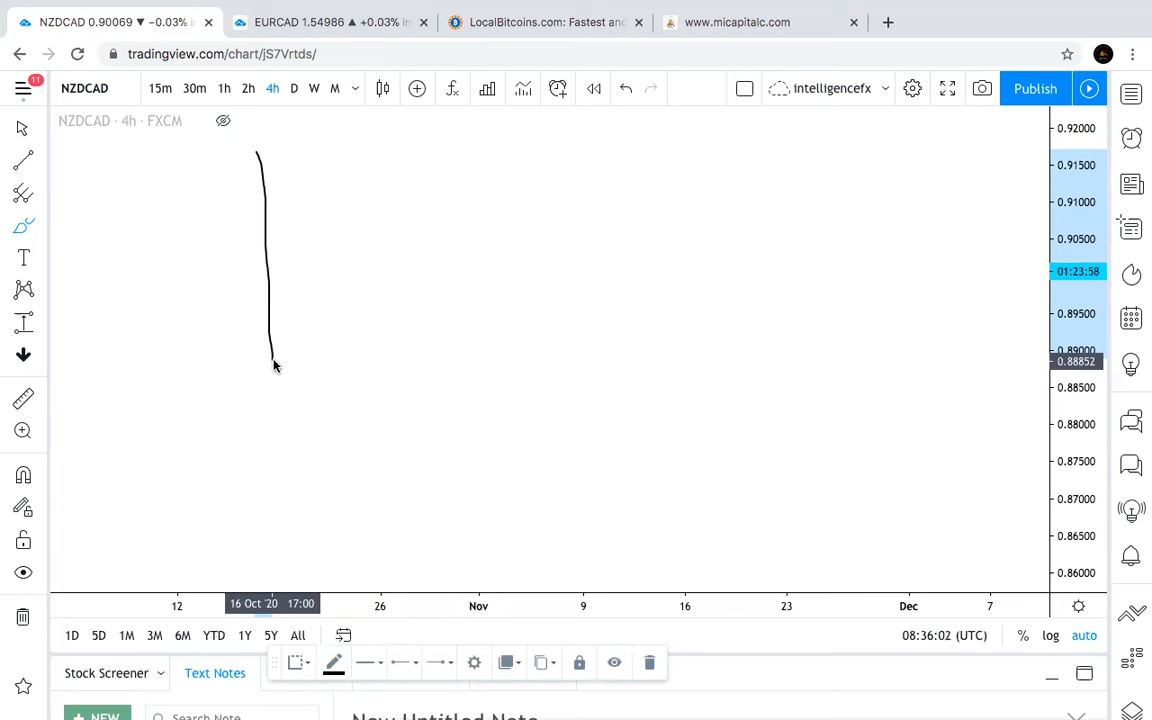 NZDCAD 0.90069 ▼ −0.03% in
EURCAD 1.54986 ▲ +0.03% in
LocalBitcoins.com: Fastest and
www.micapitalc.com
tradingview.com/chart/jS7Vrtds/
11
NZDCAD 15m 30m 1h 2h 4h D W M intelligencefx Publish
NZDCAD · 4h · FXCM
0.92000
0.91500
0.91000
0.90500
01:23:58
0.89500
0.89000
0.88852
0.88500
0.88000
0.87500
0.87000
0.86500
0.86000
12 16 Oct '20 17:00 26 Nov 9 16 23 Dec 7
1D 5D 1M 3M 6M YTD 1Y 5Y All 08:36:02 (UTC) % log auto
Stock Screener Text Notes
NEW Search Note New Untitled Note